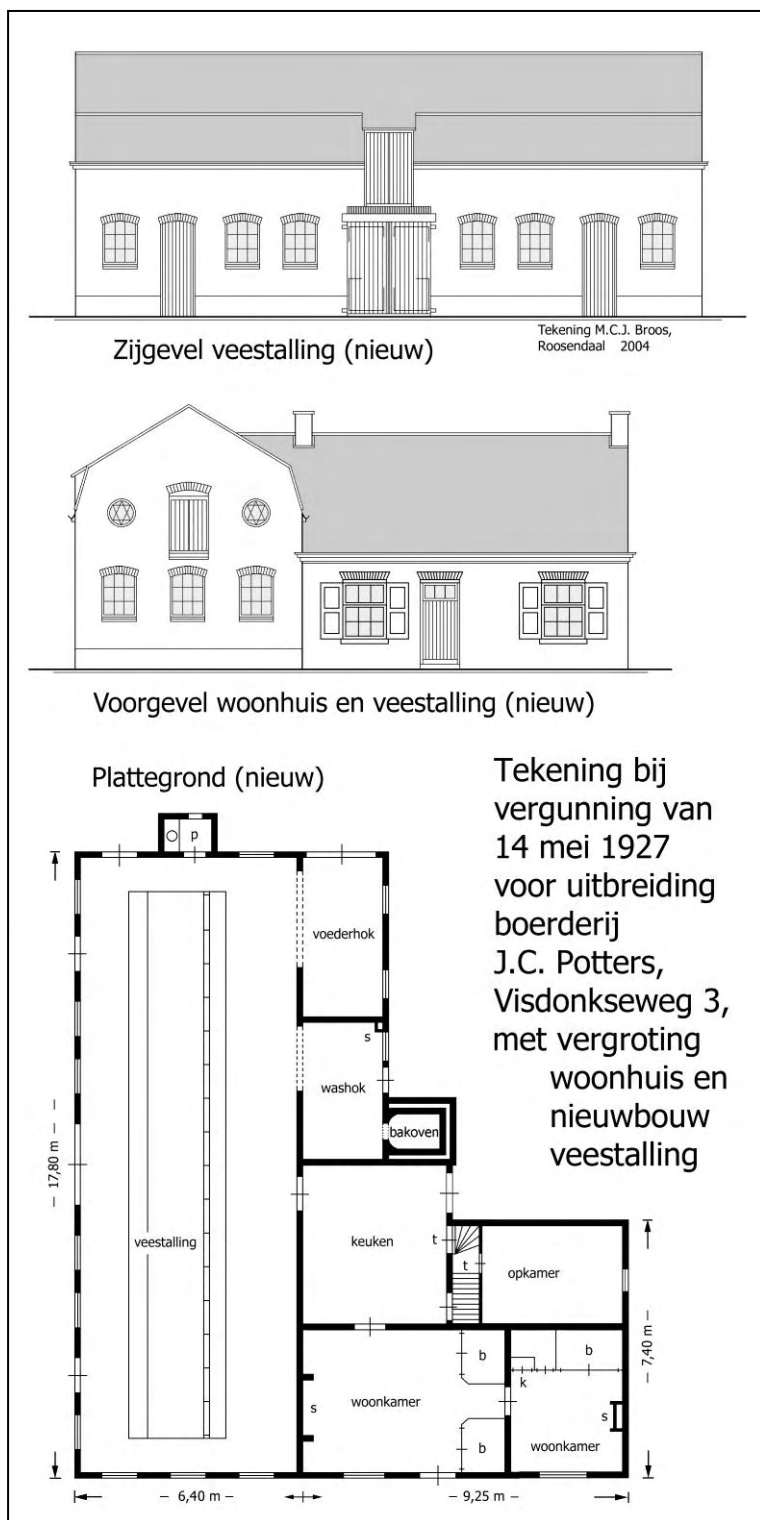 Zijgevel veestalling (nieuw)
Tekening M.C.J. Broos,
Roosendaal 2004
Voorgevel woonhuis en veestalling (nieuw)
Plattegrond (nieuw)
Tekening bij
vergunning van
14 mei 1927
voor uitbreiding
boerderij
J.C. Potters,
Visdonkseweg 3,
met vergroting
woonhuis en
nieuwbouw
veestalling
p
voederhok
s
washok
bakoven
– 17,80 m –
veestalling
keuken
t
t
opkamer
– 7,40 m –
b
b
k
s
woonkamer
s
woonkamer
b
– 6,40 m –
– 9,25 m –